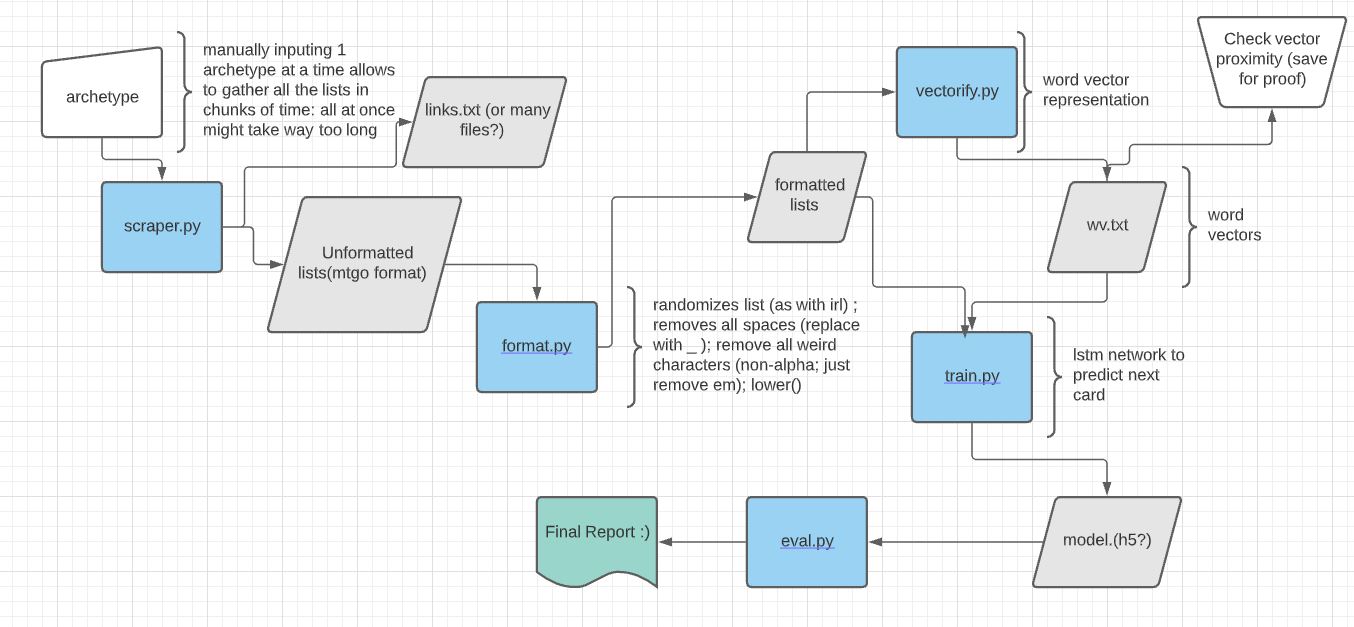 archetype
manually inputing 1
archetype at a time allows
to gather all the lists in
chunks of time: all at once
might take way too long
links.txt (or many
files?)
scraper.py
Unformatted
lists(mtgo format)
format.py
randomizes list (as with irl) ;
removes all spaces (replace
with _ ); remove all weird
characters (non-alpha; just
remove em); lower()
formatted
lists
vectorify.py
word vector
representation
Check vector
proximity (save
for proof)
wv.txt
word
vectors
train.py
lstm network to
predict next
card
model.(h5?)
eval.py
Final Report :)